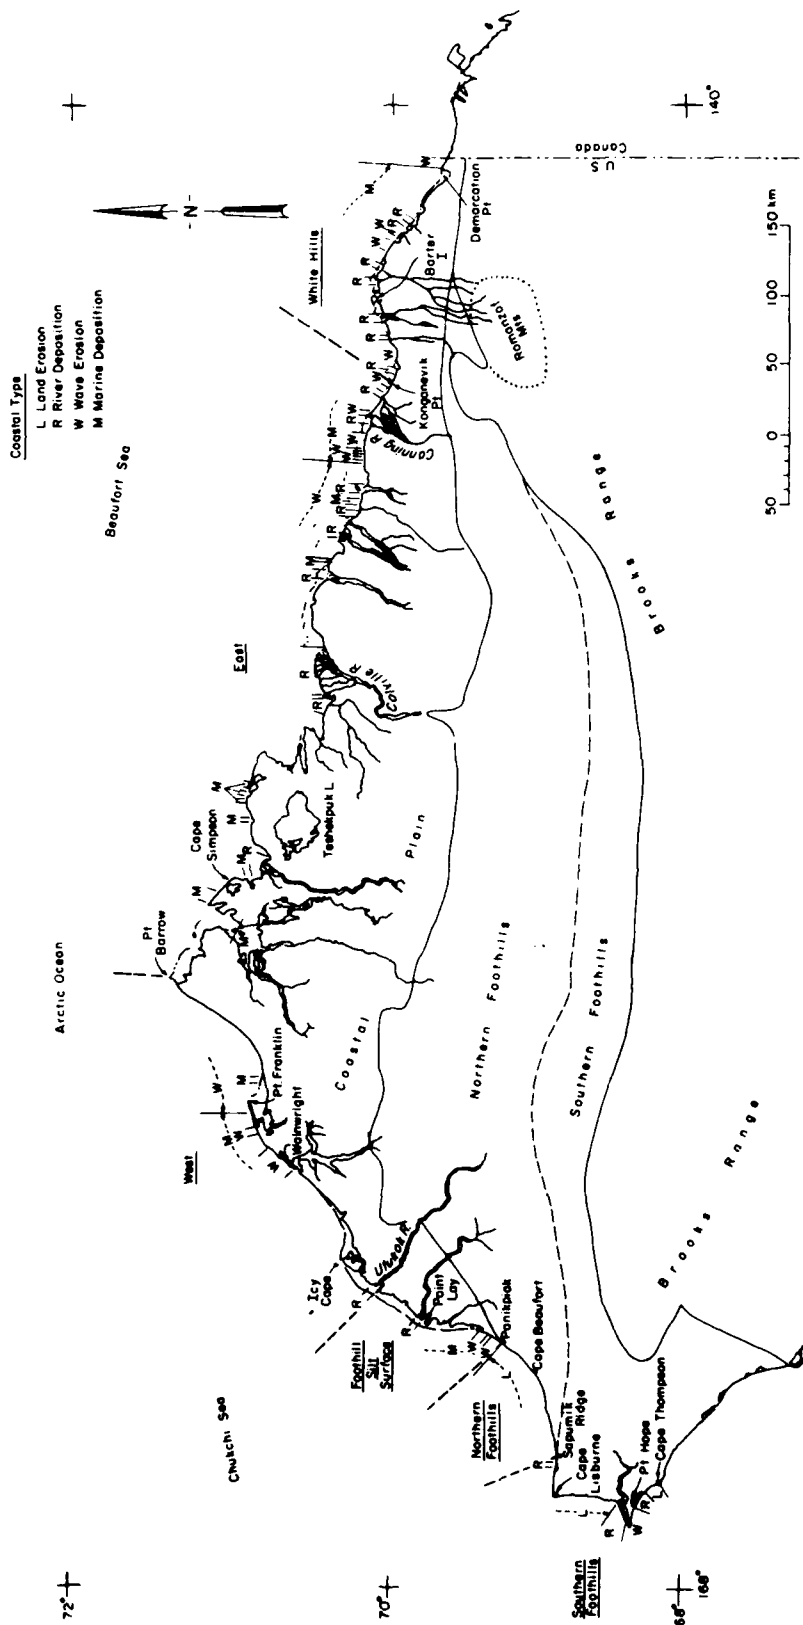 Coastal Type
L Land Erosion
R River Deposition
W Wave Erosion
M Marine Deposition
72°
Arctic Ocean
Beaufort Sea
-N-
Chukchi Sea
West
Pt
Barrow
Cape
Simpson
East
White Hills
M
W
M
W
M
M
M
R
M
M
R
R
R
M
R
R
M
R
W
W
W
M
R
W
R
W
R
W
R
R
R
W
W
R
R
M
W
Icy
Cape
Wainwright
Pt. Franklin
Teshekpuk L
Colville R
Canning R
Konganevik
Pt
Barter
I
Demarcation
Pt
Canada
U S
70°
Foothill
Silt
Surface
R
Utukok R.
R
Point
Lay
M
W
W
Panikpiak
L
Cape Beaufort
Coastal
Plain
Romanzof
Mts
Northern
Foothills
R
Sapumik
Ridge
Cape
Lisburne
L
Northern Foothills
Southern Foothills
Brooks Range
Southern
Foothills
R
W
R
Pt Hope
Cape Thompson
Brooks Range
68°
168°
140°
50
0
50
100
150 km